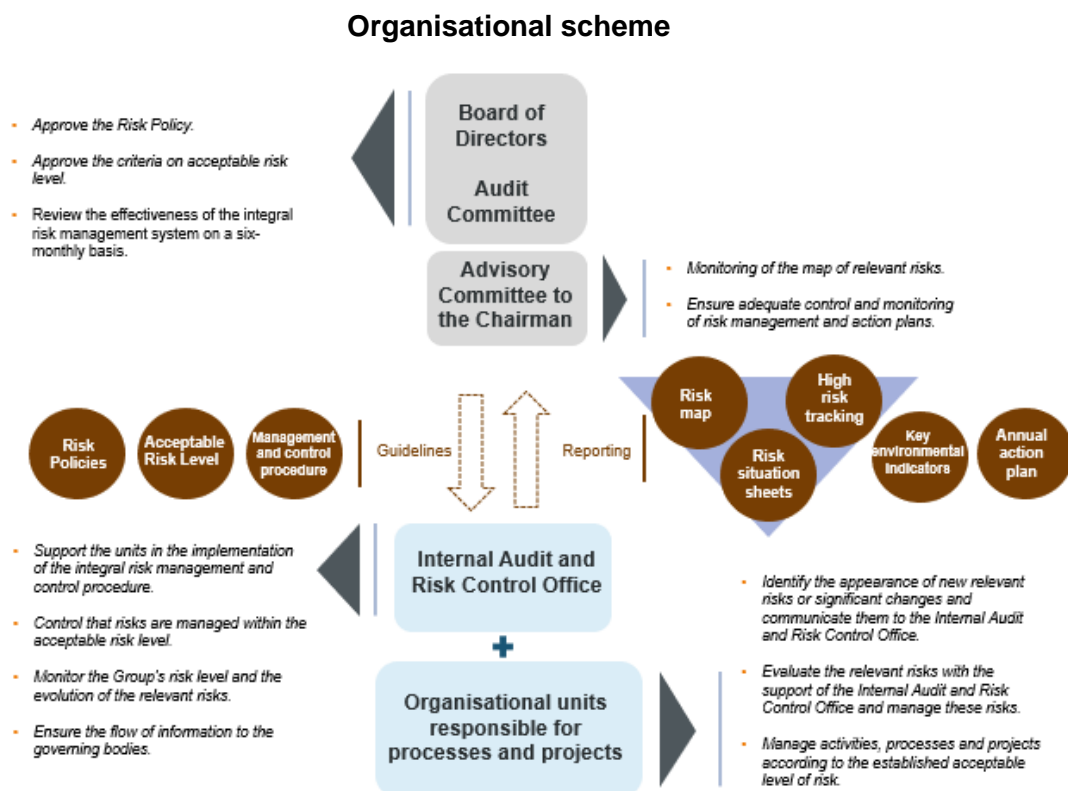 Organisational scheme
Board of
Directors
Audit
Committee
▪ Approve the Risk Policy.
▪ Approve the criteria on acceptable risk
level.
▪ Review the effectiveness of the integral
risk management system on a six-
monthly basis.
Advisory
Committee to
the Chairman
▪ Monitoring of the map of relevant risks.
▪ Ensure adequate control and monitoring
of risk management and action plans.
Risk
Policies
Acceptable
Risk Level
Management
and control
procedure
Guidelines
Reporting
Risk
map
High
risk
tracking
Risk
situation
sheets
Key
environmental
indicators
Annual
action
plan
Internal Audit and
Risk Control Office
▪ Support the units in the implementation
of the integral risk management and
control procedure.
▪ Control that risks are managed within the
acceptable risk level.
▪ Monitor the Group's risk level and the
evolution of the relevant risks.
▪ Ensure the flow of information to the
governing bodies.
+
Organisational units
responsible for
processes and projects
▪ Identify the appearance of new relevant
risks or significant changes and
communicate them to the Internal Audit
and Risk Control Office.
▪ Evaluate the relevant risks with the
support of the Internal Audit and Risk
Control Office and manage these risks.
▪ Manage activities, processes and projects
according to the established acceptable
level of risk.